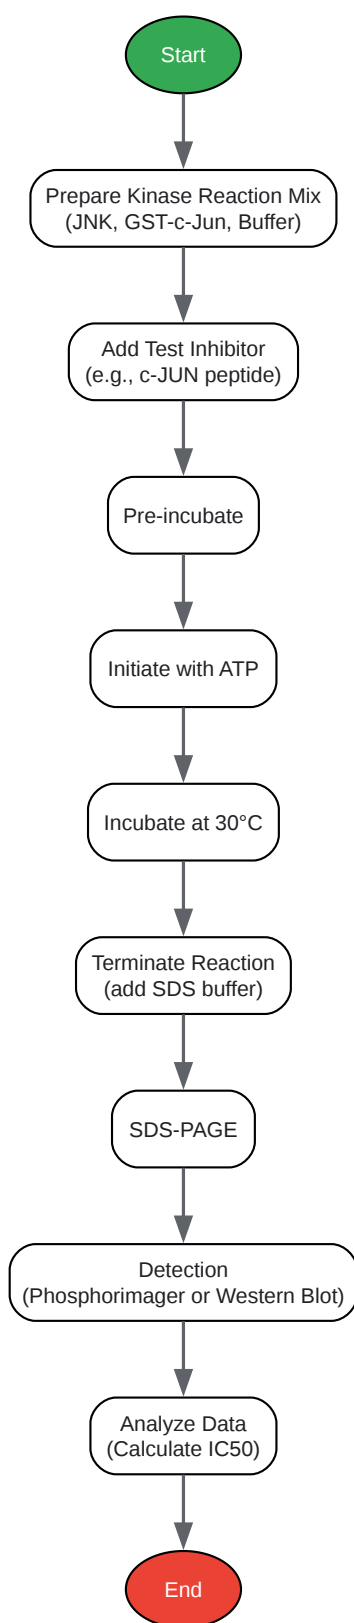 Start
Prepare Kinase Reaction Mix
(JNK, GST-c-Jun, Buffer)
Add Test Inhibitor
(e.g., c-JUN peptide)
Pre-incubate
Initiate with ATP
Incubate at 30°C
Terminate Reaction
(add SDS buffer)
SDS-PAGE
Detection
(Phosphorimager or Western Blot)
Analyze Data
(Calculate IC50)
End